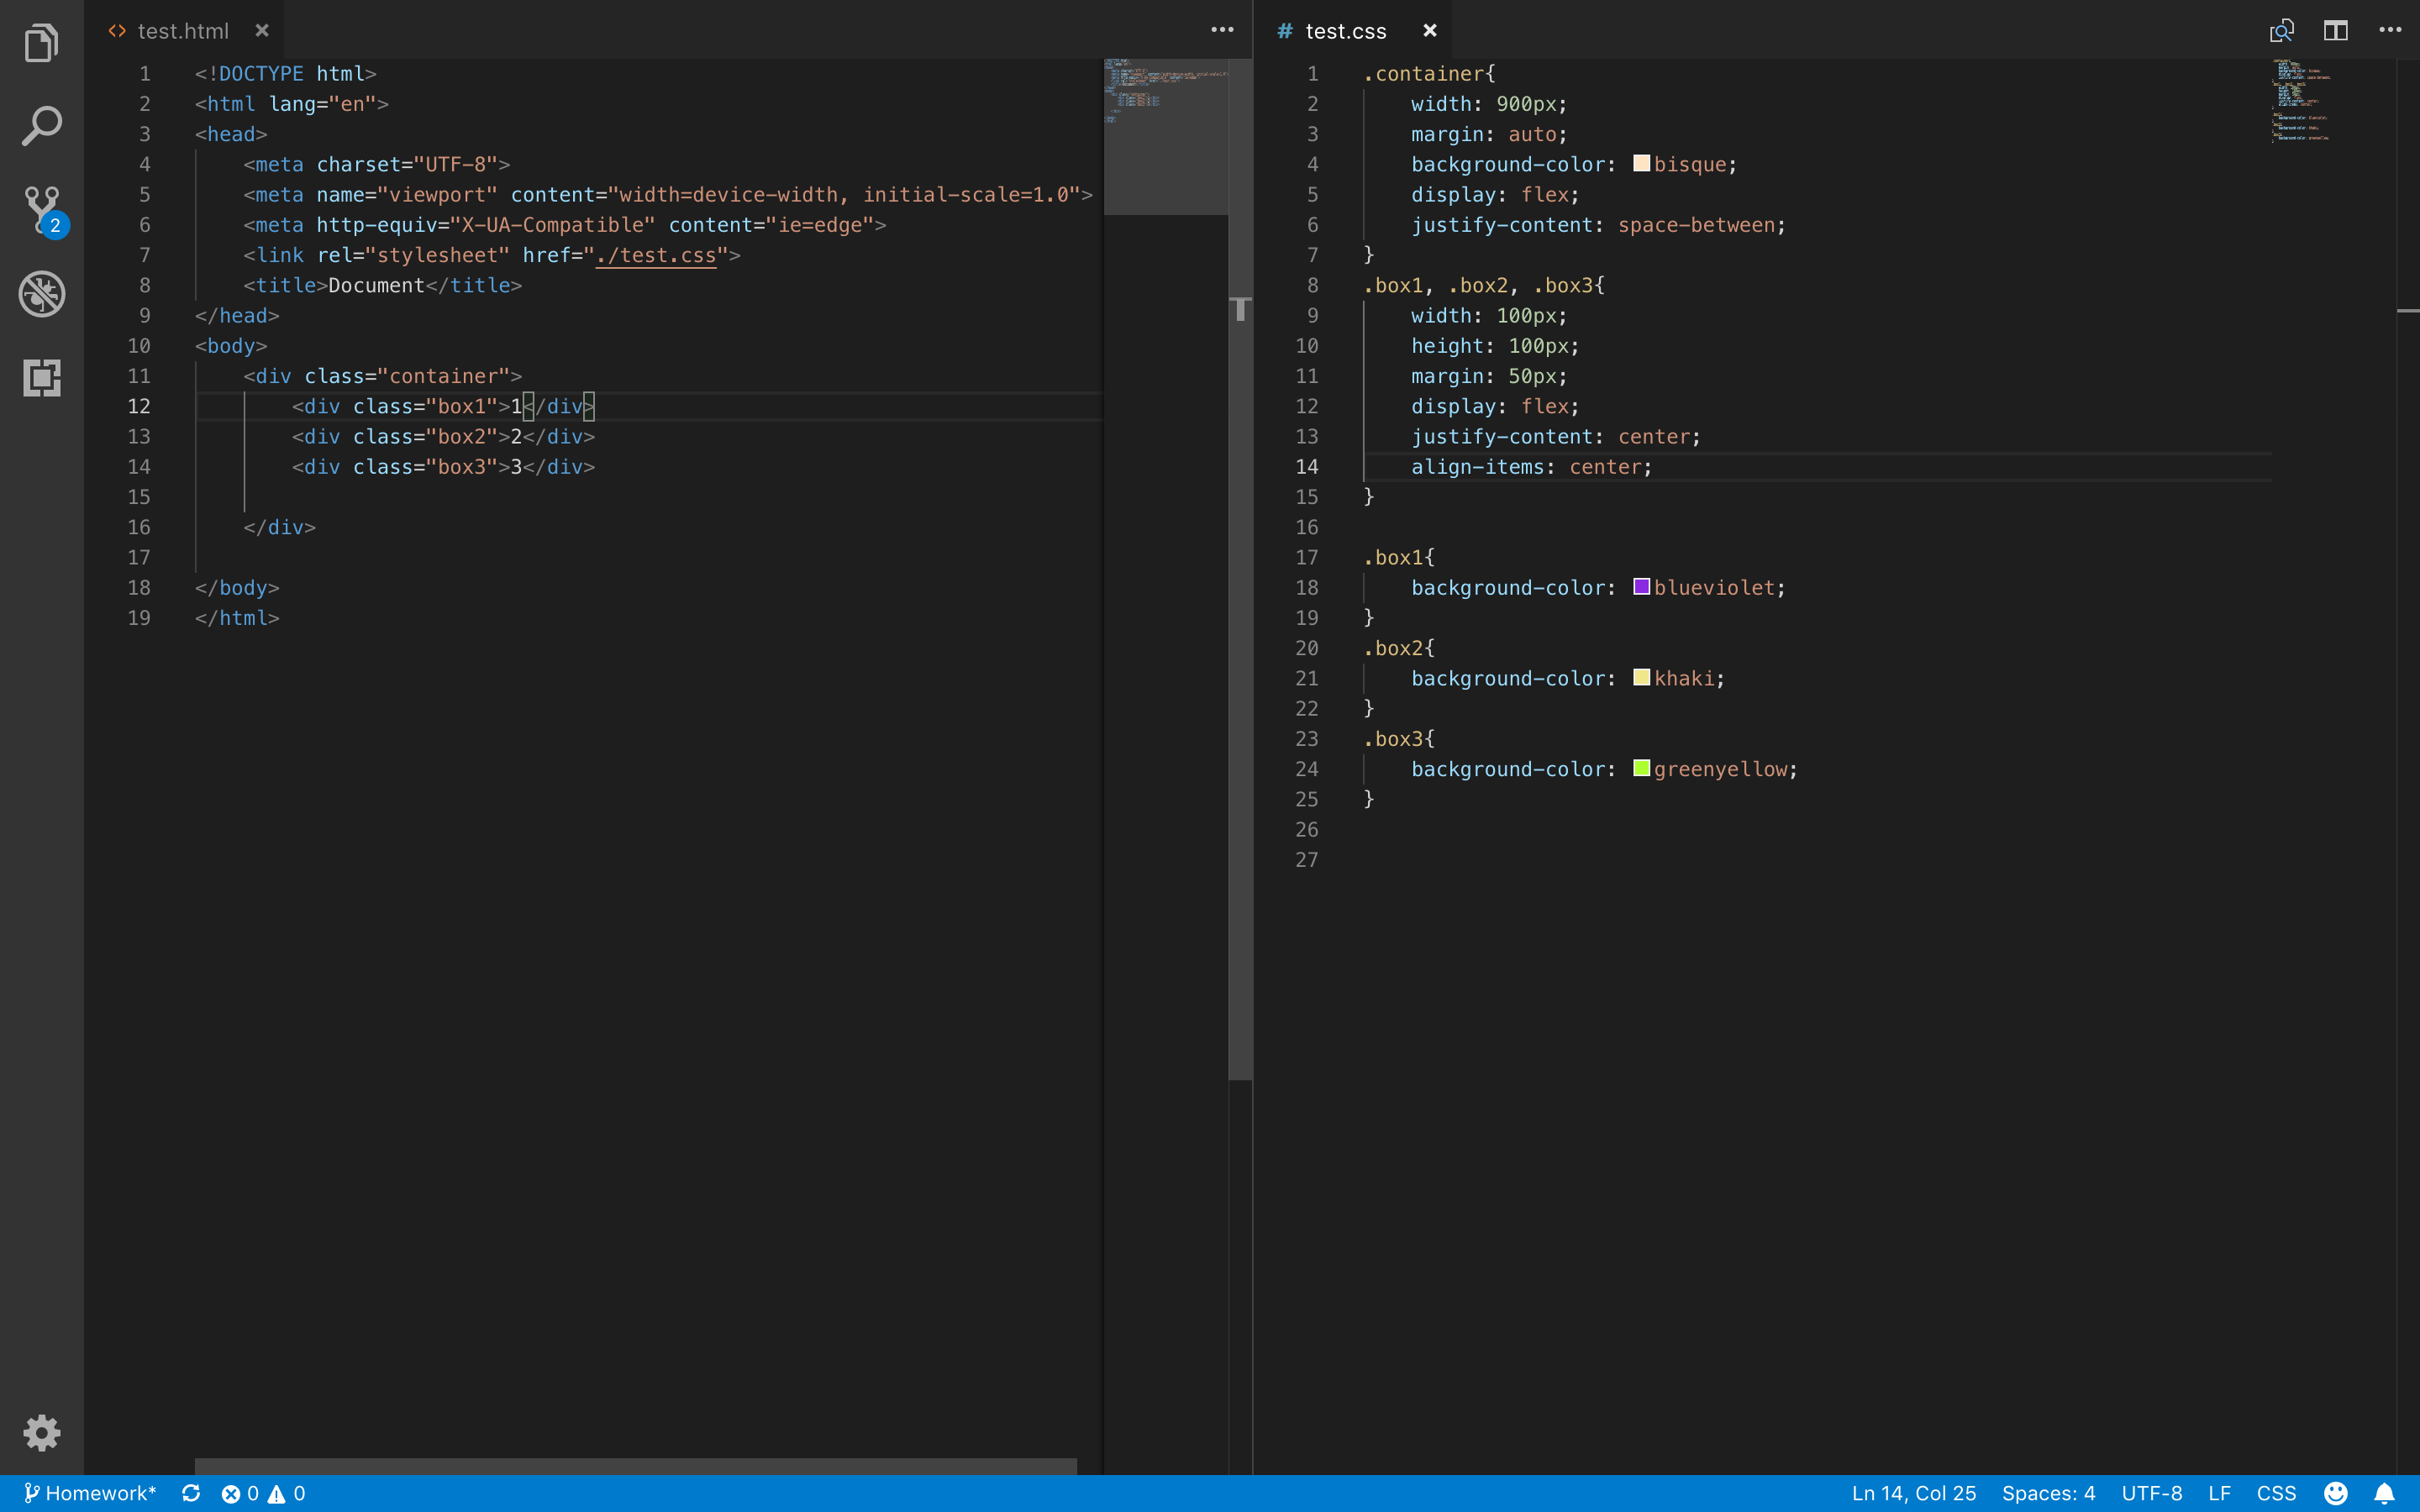 test.html
1 <!DOCTYPE html>
2 <html lang="en">
3 <head>
4     <meta charset="UTF-8">
5     <meta name="viewport" content="width=device-width, initial-scale=1.0">
6     <meta http-equiv="X-UA-Compatible" content="ie=edge">
7     <link rel="stylesheet" href="./test.css">
8     <title>Document</title>
9 </head>
10 <body>
11     <div class="container">
12         <div class="box1">1</div>
13         <div class="box2">2</div>
14         <div class="box3">3</div>
15
16     </div>
17
18 </body>
19 </html>
# test.css
1 .container{
2     width: 900px;
3     margin: auto;
4     background-color: bisque;
5     display: flex;
6     justify-content: space-between;
7 }
8 .box1, .box2, .box3{
9     width: 100px;
10     height: 100px;
11     margin: 50px;
12     display: flex;
13     justify-content: center;
14     align-items: center;
15 }
16
17 .box1{
18     background-color: blueviolet;
19 }
20 .box2{
21     background-color: khaki;
22 }
23 .box3{
24     background-color: greenyellow;
25 }
26
27
2
Homework* 0 0 Ln 14, Col 25 Spaces: 4 UTF-8 LF CSS